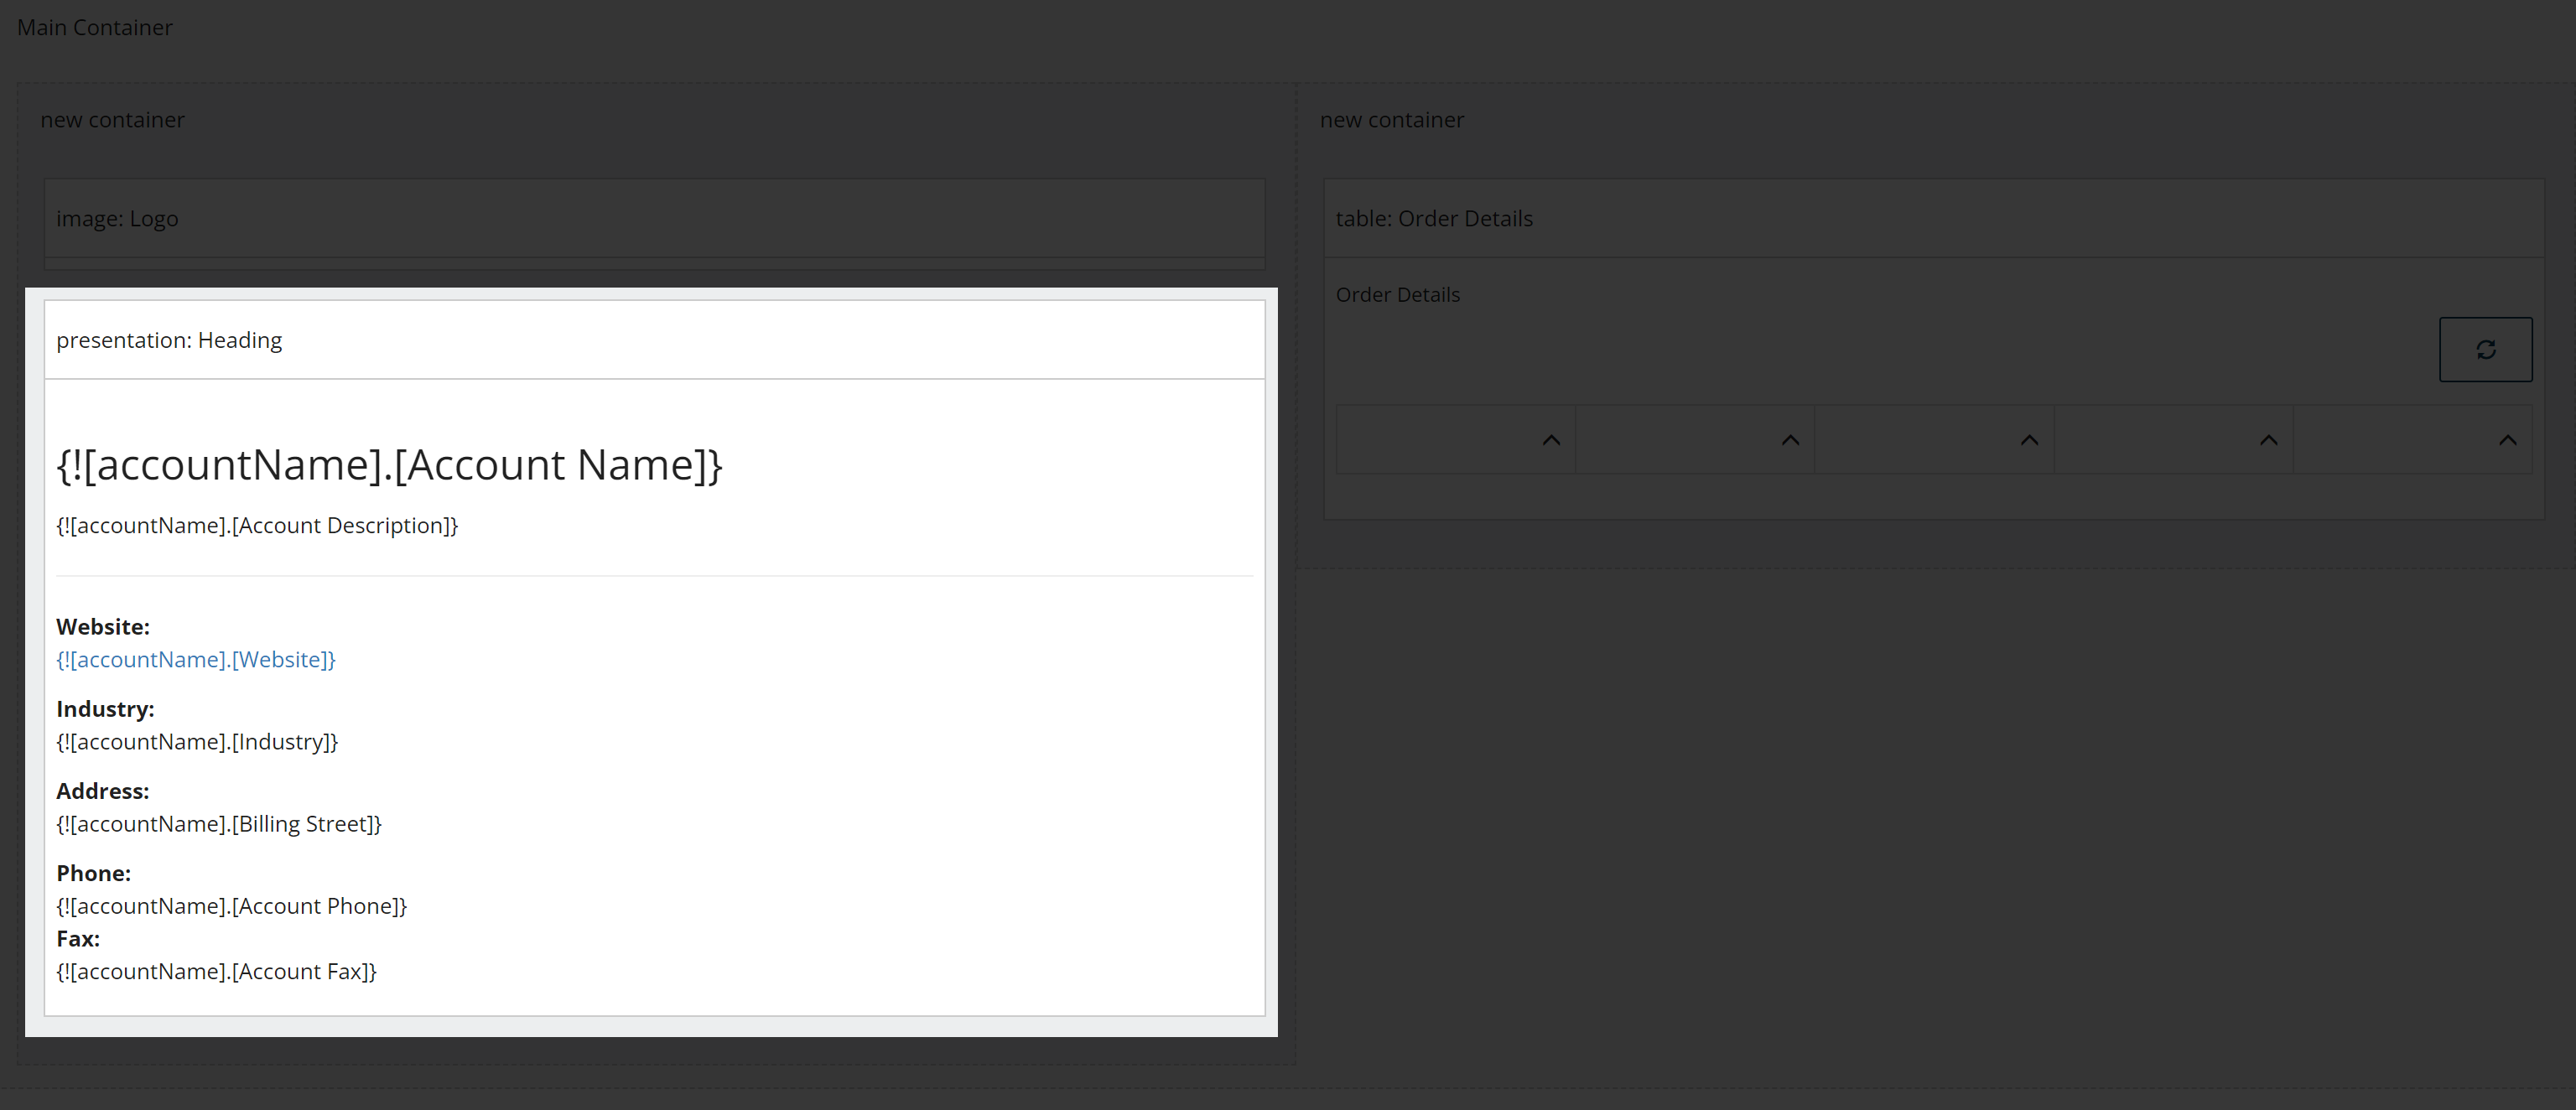 Main Container
new container
image: Logo
presentation: Heading
{![accountName].[Account Name]}
{![accountName].[Account Description]}
Website:
{![accountName].[Website]}
Industry:
{![accountName].[Industry]}
Address:
{![accountName].[Billing Street]}
Phone:
{![accountName].[Account Phone]}
Fax:
{![accountName].[Account Fax]}
new container
table: Order Details
Order Details